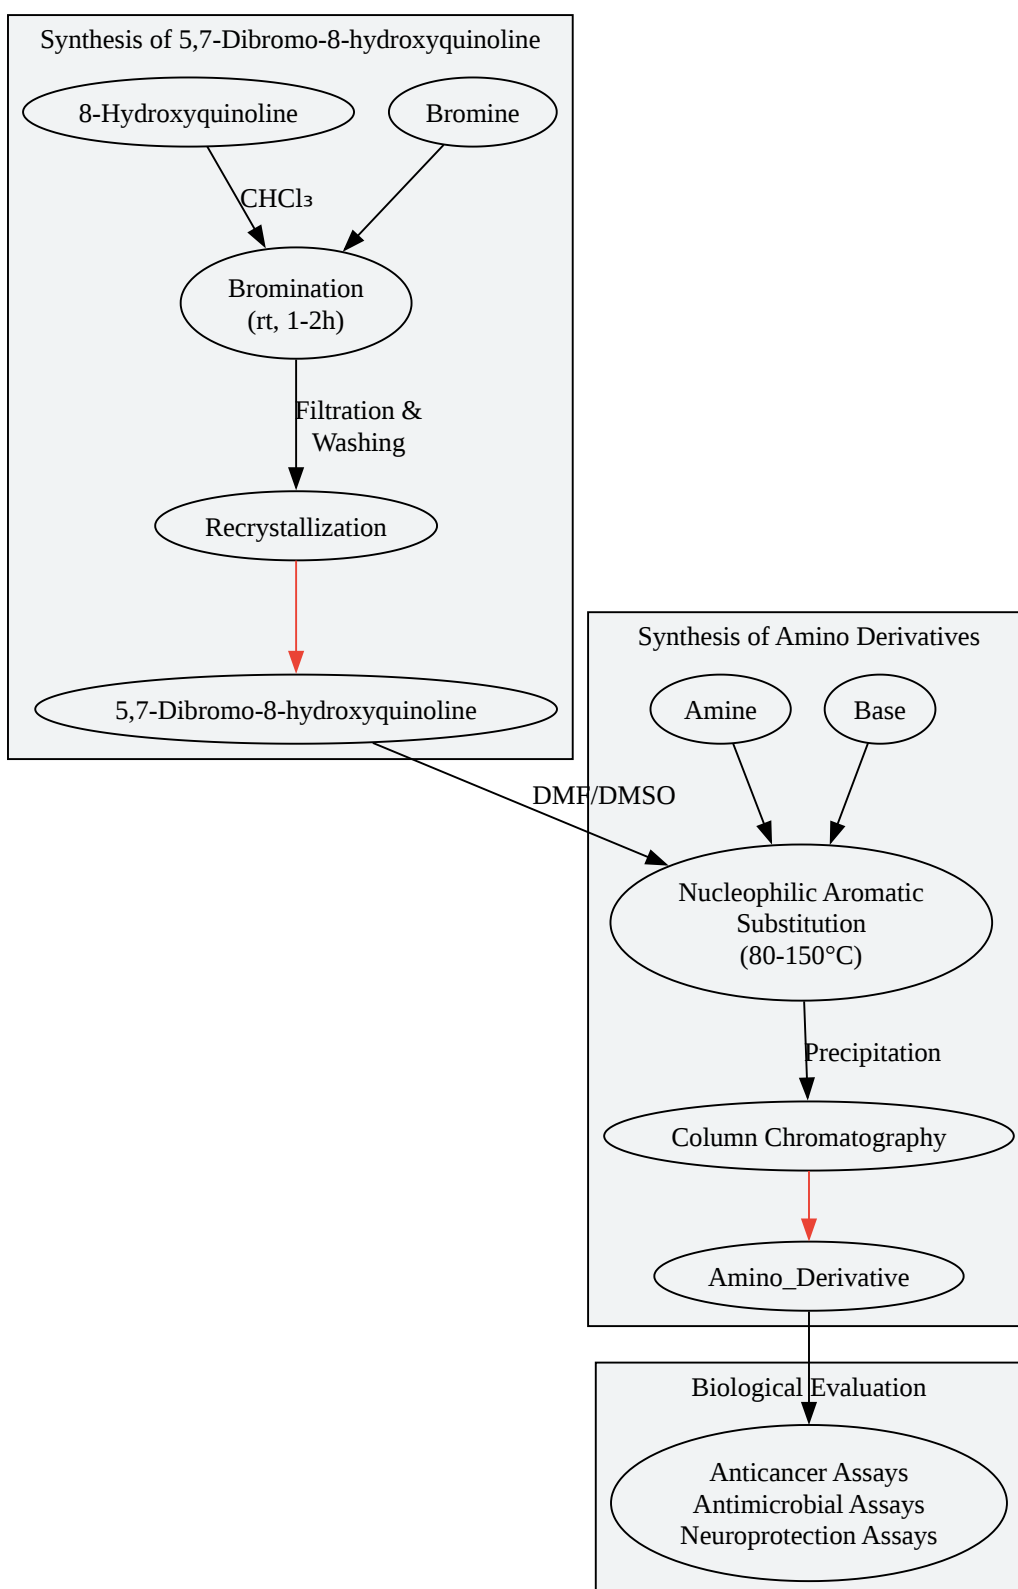 Synthesis of 5,7-Dibromo-8-hydroxyquinoline
8-Hydroxyquinoline
Bromine
CHCl₃
Bromination
(rt, 1-2h)
Filtration &
Washing
Recrystallization
5,7-Dibromo-8-hydroxyquinoline
Synthesis of Amino Derivatives
Amine
Base
DMF/DMSO
Nucleophilic Aromatic
Substitution
(80-150°C)
Precipitation
Column Chromatography
Amino_Derivative
Biological Evaluation
Anticancer Assays
Antimicrobial Assays
Neuroprotection Assays